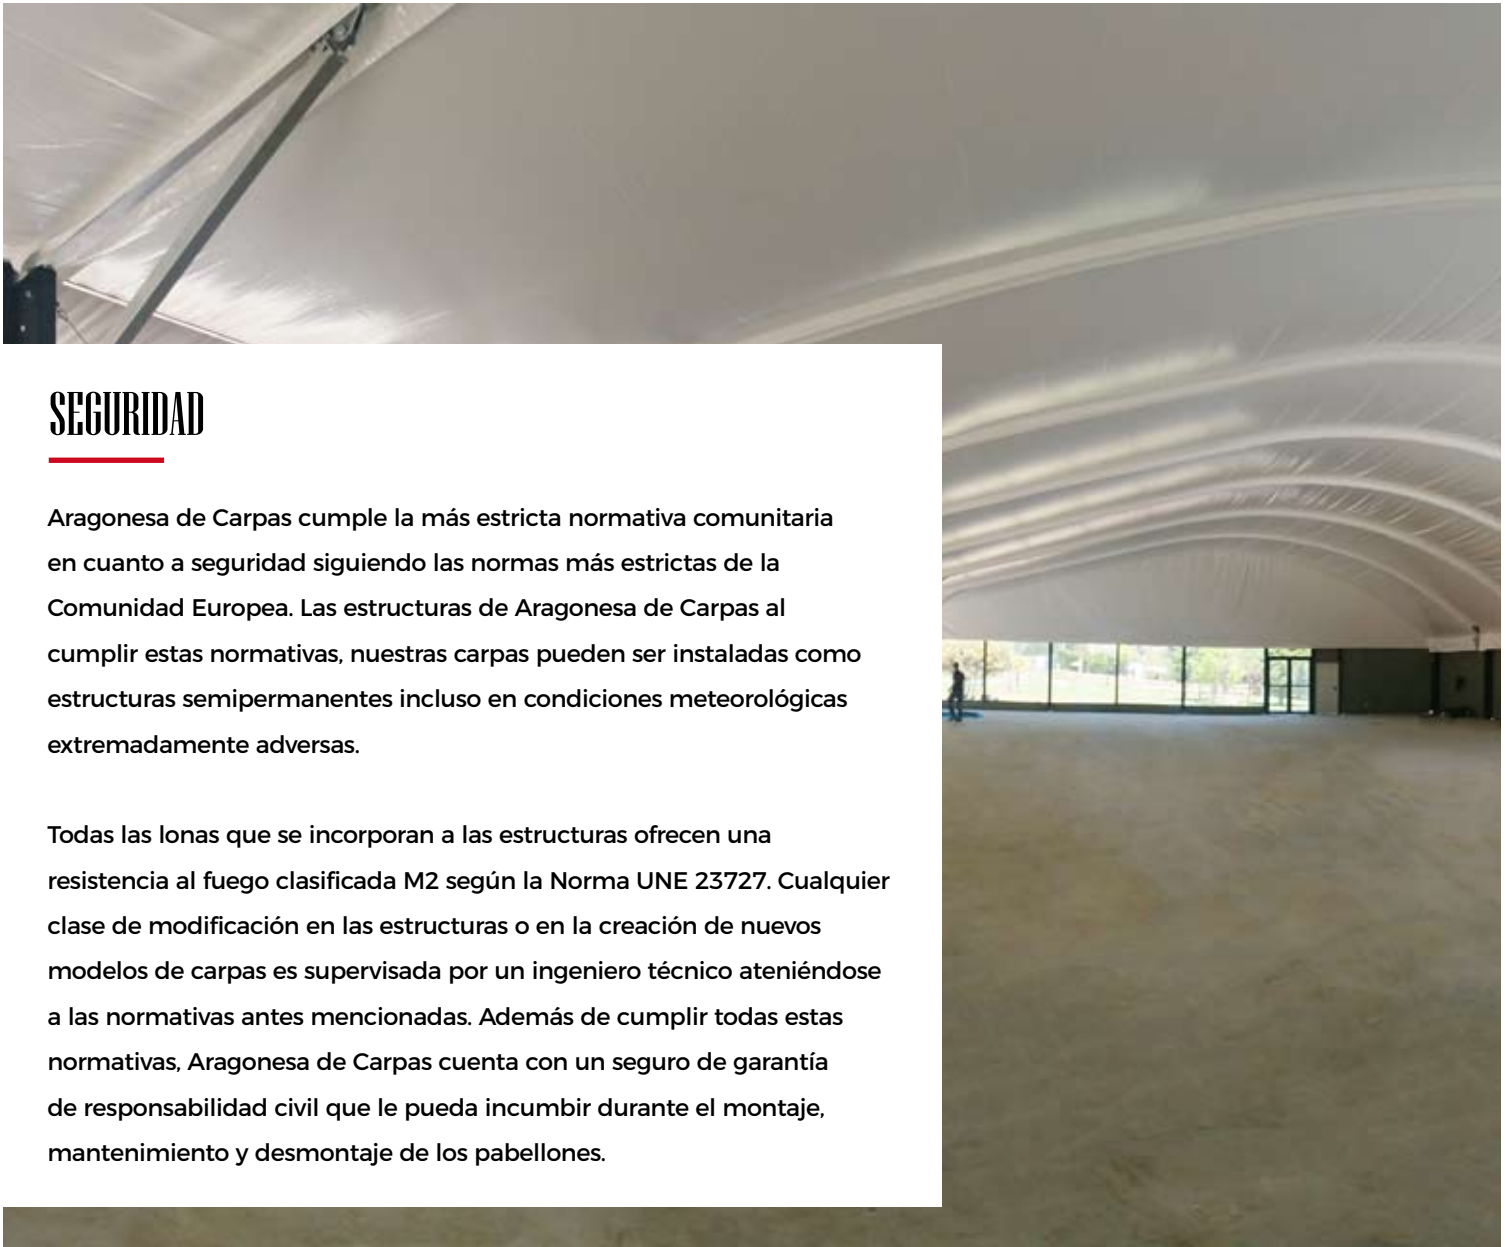 SEGURIDAD
Aragonesa de Carpas cumple la más estricta normativa comunitaria
en cuanto a seguridad siguiendo las normas más estrictas de la
Comunidad Europea. Las estructuras de Aragonesa de Carpas al
cumplir estas normativas, nuestras carpas pueden ser instaladas como
estructuras semipermanentes incluso en condiciones meteorológicas
extremadamente adversas.
Todas las lonas que se incorporan a las estructuras ofrecen una
resistencia al fuego clasificada M2 según la Norma UNE 23727. Cualquier
clase de modificación en las estructuras o en la creación de nuevos
modelos de carpas es supervisada por un ingeniero técnico ateniéndose
a las normativas antes mencionadas. Además de cumplir todas estas
normativas, Aragonesa de Carpas cuenta con un seguro de garantía
de responsabilidad civil que le pueda incumbir durante el montaje,
mantenimiento y desmontaje de los pabellones.